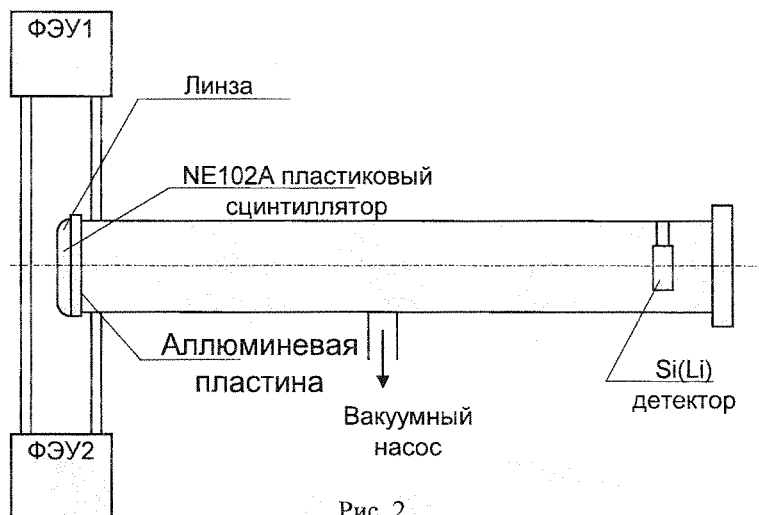 ФЭУ1
Линза
NE102A пластиковый
сцинтиллятор
Аллюминевая
пластина
Si(Li)
детектор
Вакуумный
насос
ФЭУ2
Рис. 2